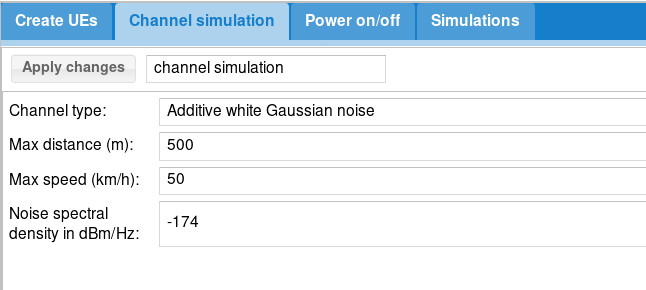 Create UEs Channel simulation Power on/off Simulations
Apply changes channel simulation
Channel type: Additive white Gaussian noise
Max distance (m): 500
Max speed (km/h): 50
Noise spectral
density in dBm/Hz: -174